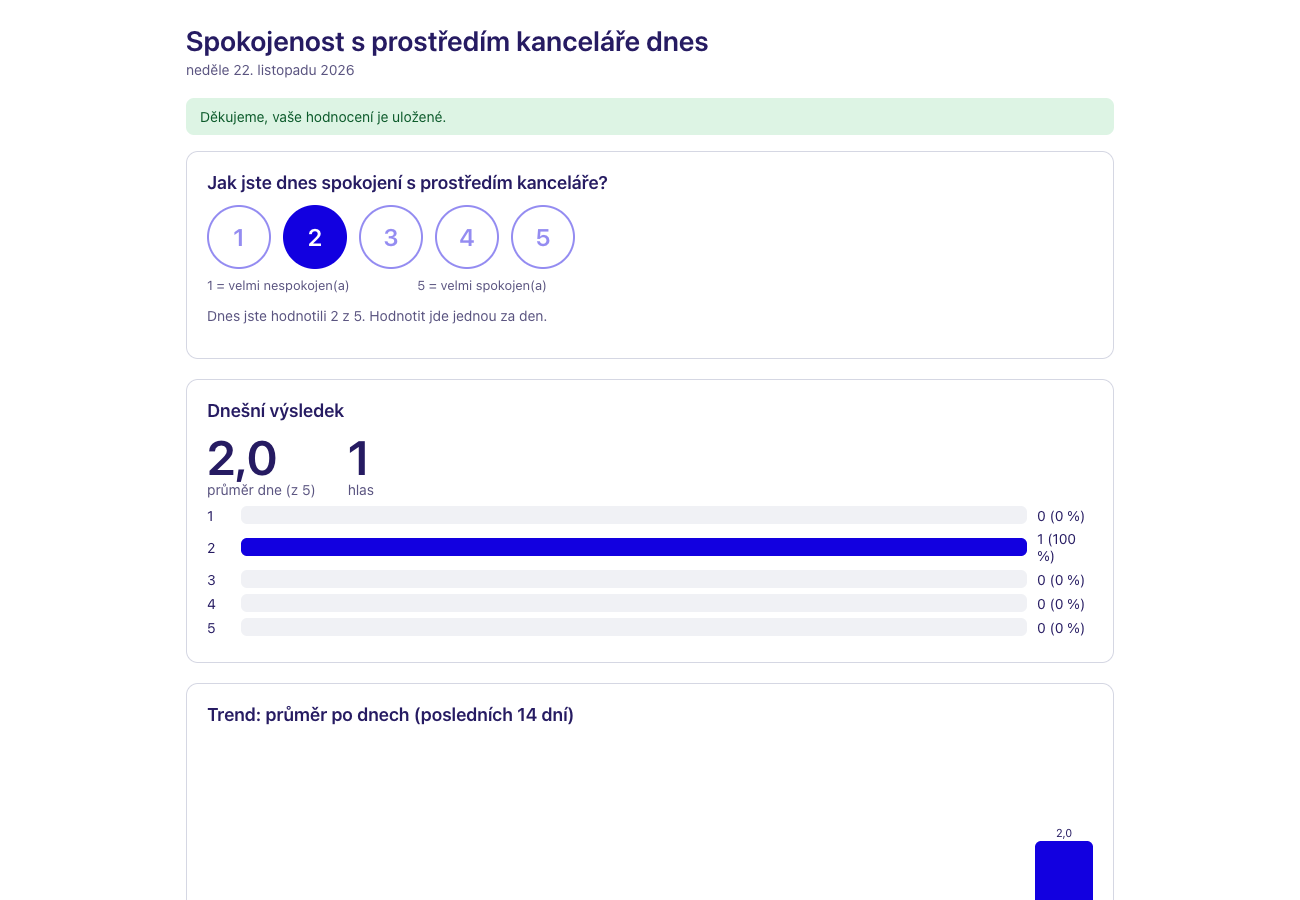 Spokojenost s prostředím kanceláře dnes
neděle 22. listopadu 2026
Děkujeme, vaše hodnocení je uložené.
Jak jste dnes spokojení s prostředím kanceláře?
1 2 3 4 5
1 = velmi nespokojen(a) 5 = velmi spokojen(a)
Dnes jste hodnotili 2 z 5. Hodnotit jde jednou za den.
Dnešní výsledek
2,0 1
průměr dne (z 5) hlas
1 0 (0 %)
2 1 (100
%)
3 0 (0 %)
4 0 (0 %)
5 0 (0 %)
Trend: průměr po dnech (posledních 14 dní)
2,0